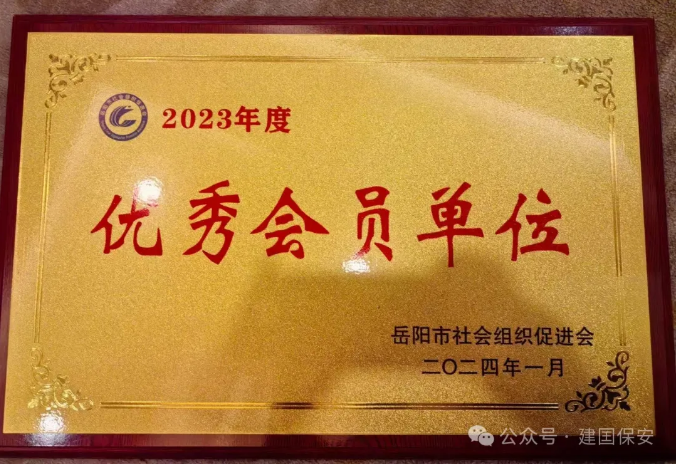 2023年度
优秀会员单位
岳阳市社会组织促进会
二〇二四年一月
公众号·建国保安